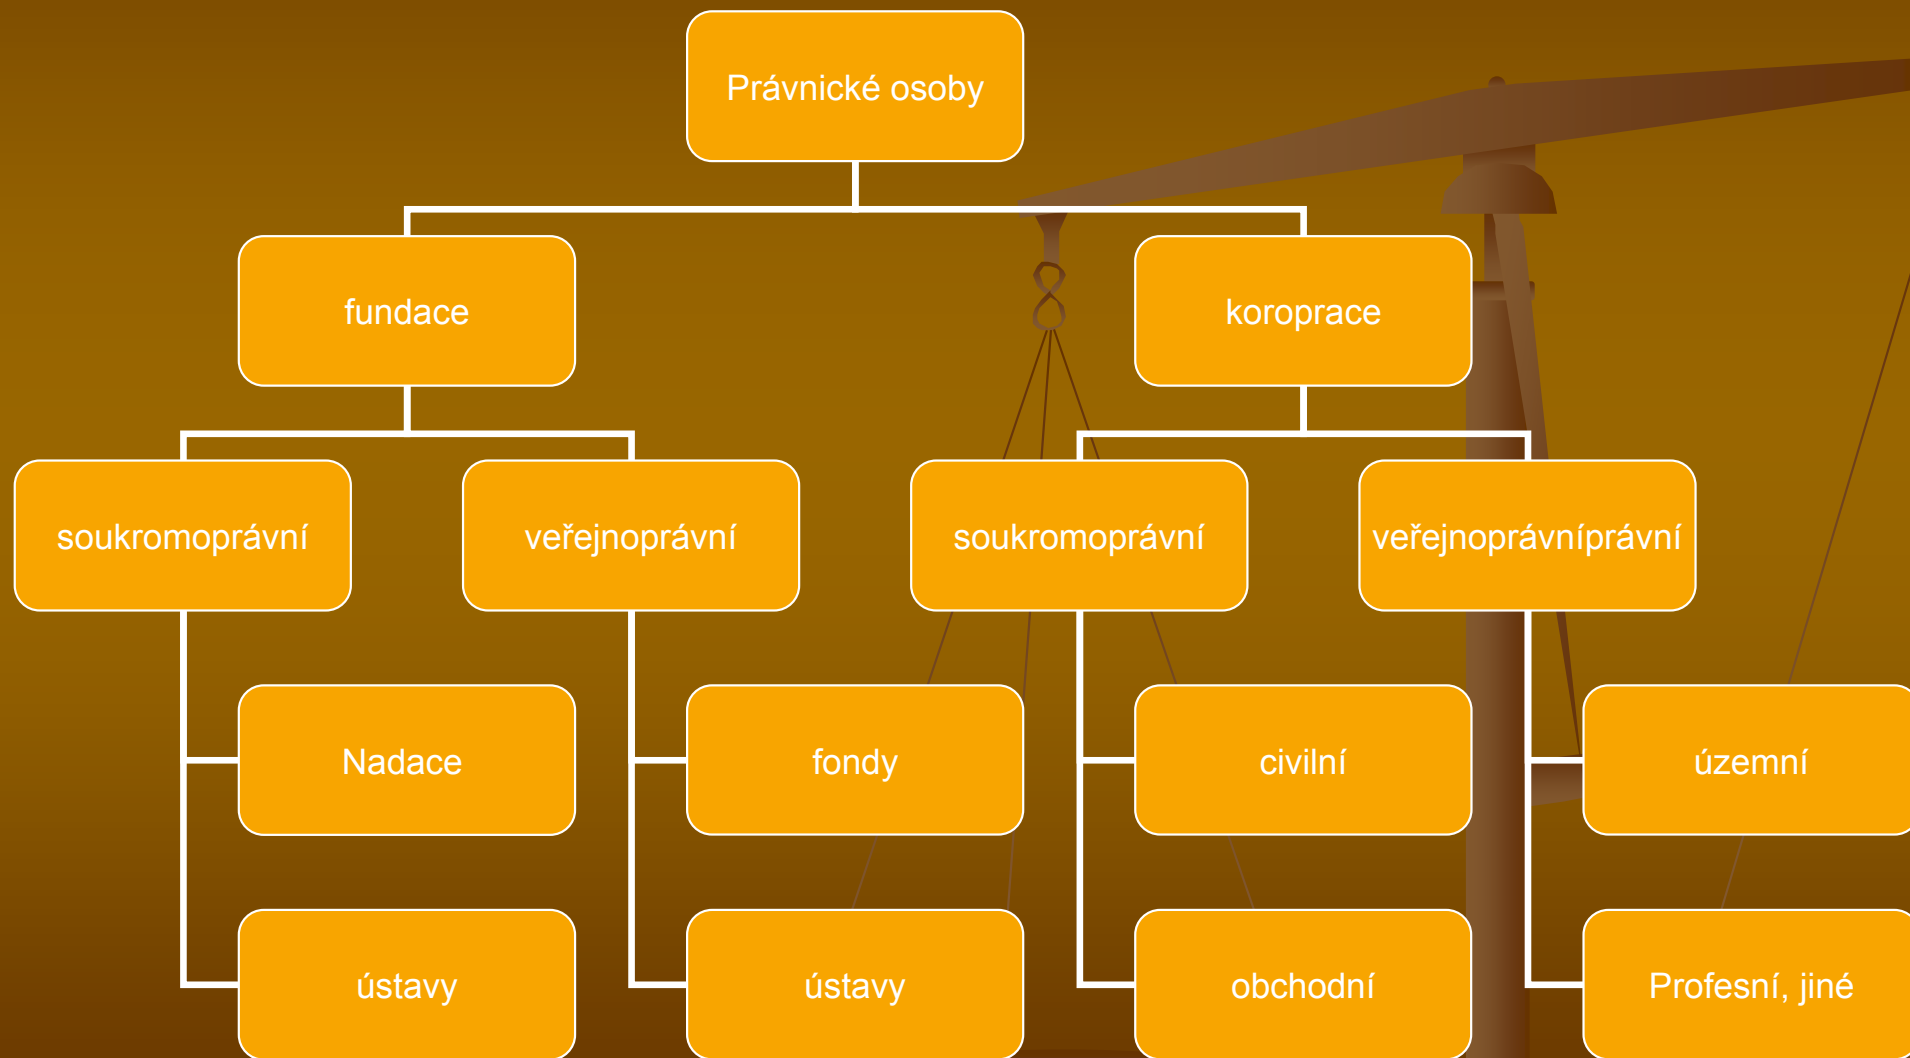 Právnické osoby
fundace
koroprace
soukromoprávní
veřejnoprávní
soukromoprávní
veřejnoprávníprávní
Nadace
fondy
civilní
územní
ústavy
ústavy
obchodní
Profesní, jiné